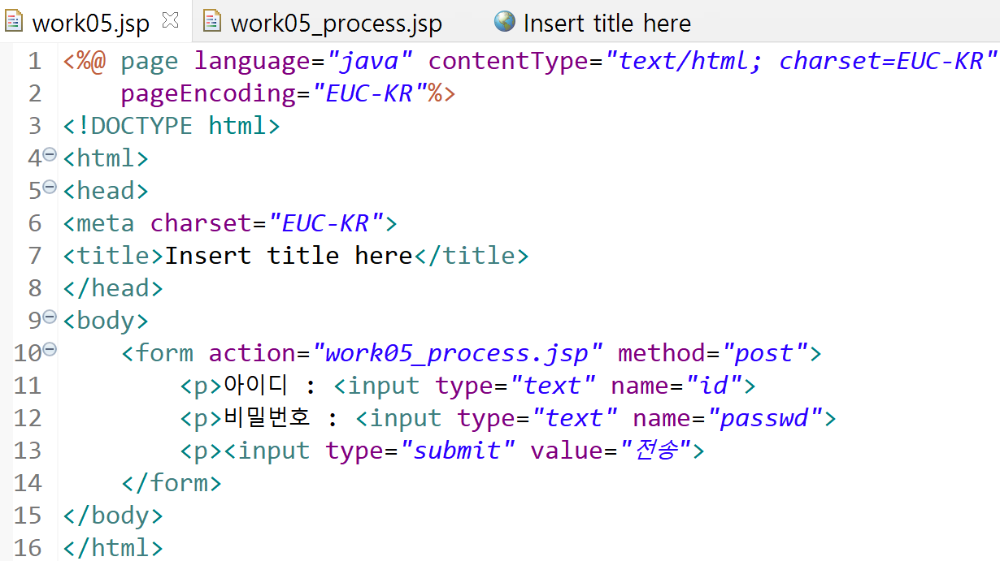 work05.jsp work05_process.jsp Insert title here
1 <%@ page language="java" contentType="text/html; charset=EUC-KR"
2     pageEncoding="EUC-KR"%>
3 <!DOCTYPE html>
4 <html>
5 <head>
6 <meta charset="EUC-KR">
7 <title>Insert title here</title>
8 </head>
9 <body>
10     <form action="work05_process.jsp" method="post">
11         <p>아이디 : <input type="text" name="id">
12         <p>비밀번호 : <input type="text" name="passwd">
13         <p><input type="submit" value="전송">
14     </form>
15 </body>
16 </html>